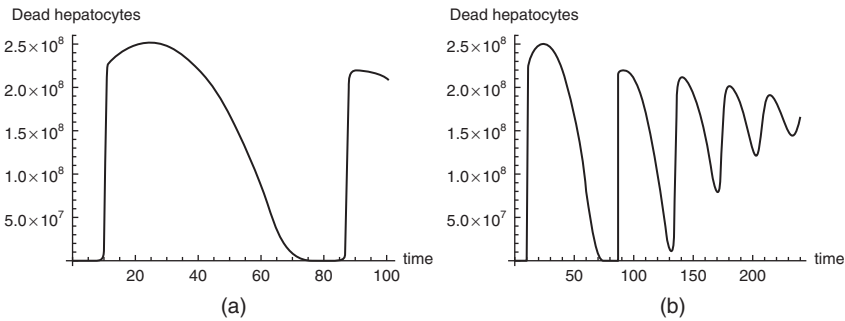 Dead hepatocytes
2.5×10⁸
2.0×10⁸
1.5×10⁸
1.0×10⁸
5.0×10⁷
20 40 60 80 100
time
(a)
Dead hepatocytes
2.5×10⁸
2.0×10⁸
1.5×10⁸
1.0×10⁸
5.0×10⁷
50 100 150 200
time
(b)